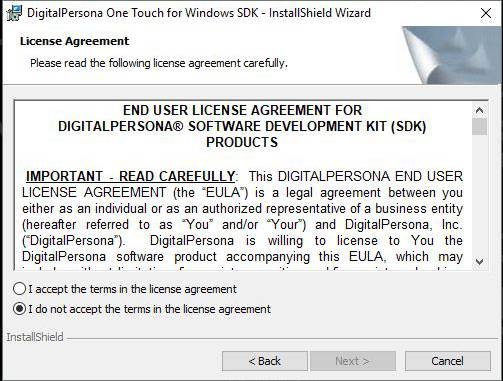 DigitalPersona One Touch for Windows SDK - InstallShield Wizard
License Agreement
Please read the following license agreement carefully.
END USER LICENSE AGREEMENT FOR
DIGITALPERSONA® SOFTWARE DEVELOPMENT KIT (SDK)
PRODUCTS
IMPORTANT - READ CAREFULLY: This DIGITALPERSONA END USER
LICENSE AGREEMENT (the “EULA”) is a legal agreement between you
either as an individual or as an authorized representative of a business entity
(hereafter referred to as “You” and/or “Your”) and DigitalPersona, Inc.
(“DigitalPersona”). DigitalPersona is willing to license to You the
DigitalPersona software product accompanying this EULA, which may
I accept the terms in the license agreement
I do not accept the terms in the license agreement
InstallShield
< Back
Next >
Cancel